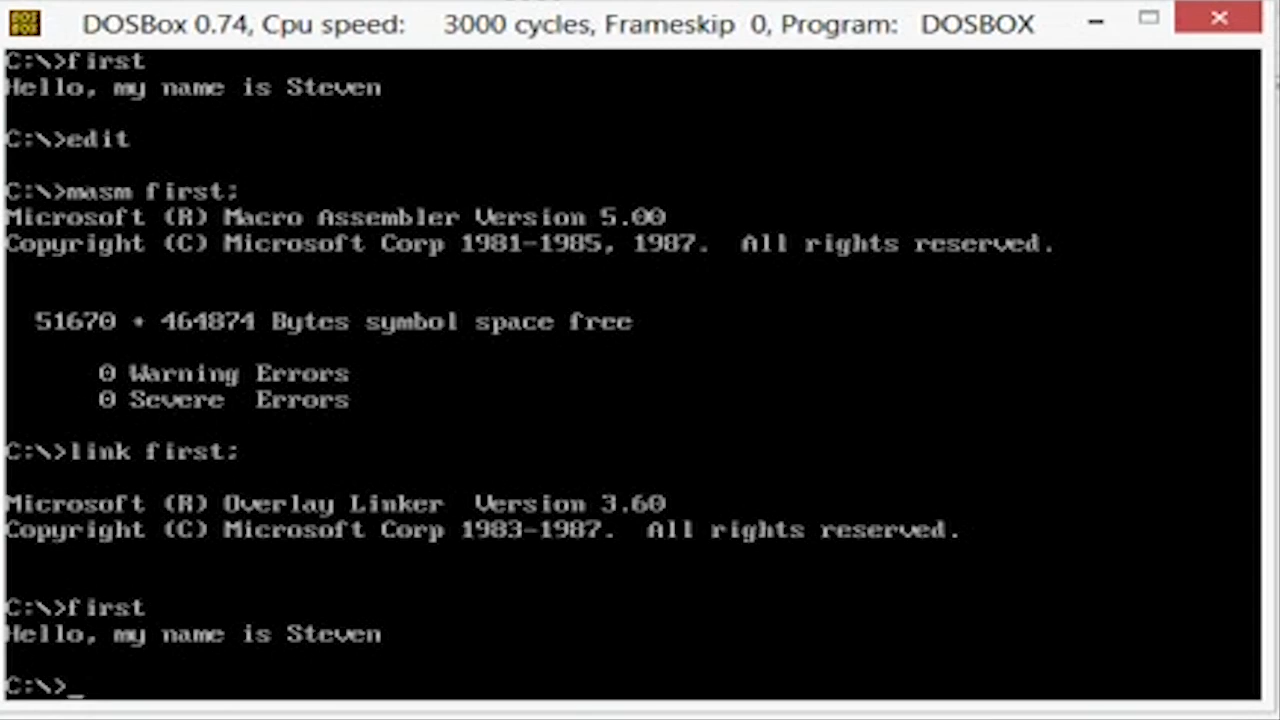 DOSBox 0.74, Cpu speed: 3000 cycles, Frameskip 0, Program: DOSBOX
C:\>first
Hello, my name is Steven
C:\>edit
C:\>masm first;
Microsoft (R) Macro Assembler Version 5.00
Copyright (C) Microsoft Corp 1981-1985, 1987.  All rights reserved.
51670 + 464874 Bytes symbol space free
0 Warning Errors
0 Severe  Errors
C:\>link first;
Microsoft (R) Overlay Linker  Version 3.60
Copyright (C) Microsoft Corp 1983-1987.  All rights reserved.
C:\>first
Hello, my name is Steven
C:\>_